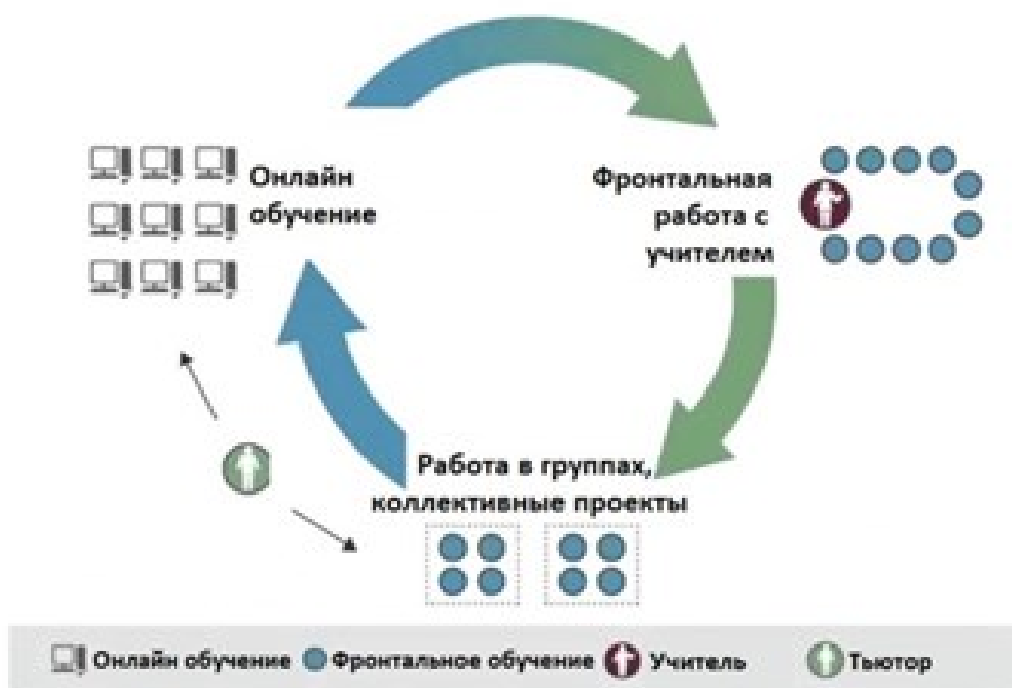 Онлайн
обучение
Фронтальная
работа с
учителем
Работа в группах,
коллективные проекты
Онлайн обучение Фронтальное обучение Учитель Тьютор